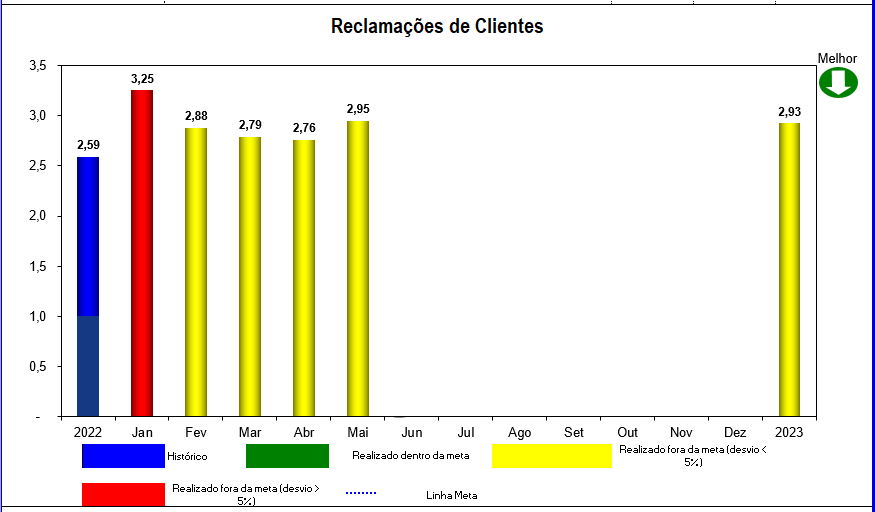 Reclamações de Clientes
Melhor
3,5
3,0
2,5
2,0
1,5
1,0
0,5
-
2,59
3,25
2,88
2,79
2,76
2,95
2,93
2022 Jan Fev Mar Abr Mai Jun Jul Ago Set Out Nov Dez 2023
Histórico
Realizado dentro da meta
Realizado fora da meta (desvio <
5%)
Realizado fora da meta (desvio >
5%)
Linha Meta